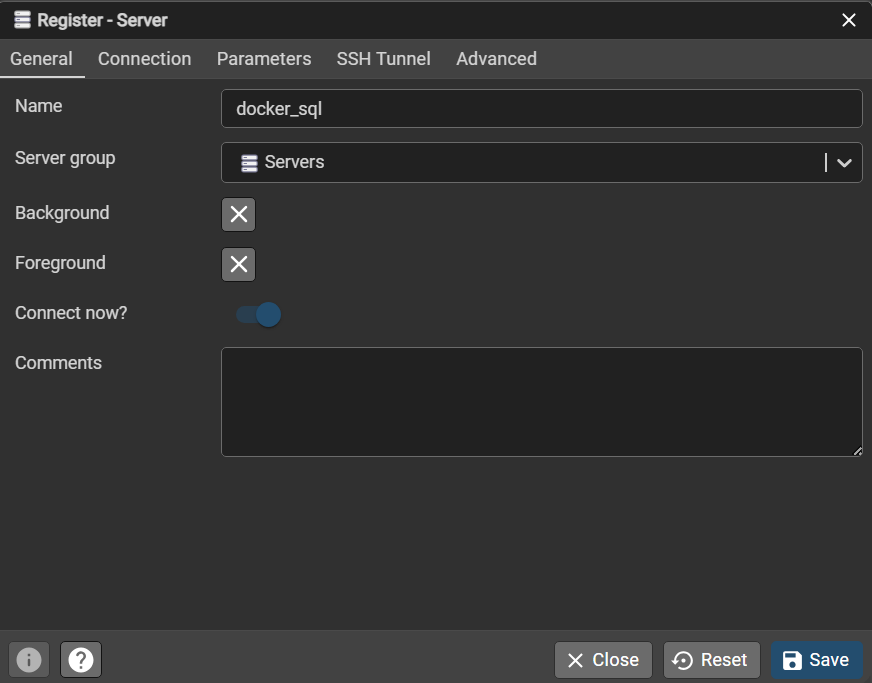 Register - Server
General Connection Parameters SSH Tunnel Advanced
Name docker_sql
Server group Servers
Background
Foreground
Connect now?
Comments
Close Reset Save